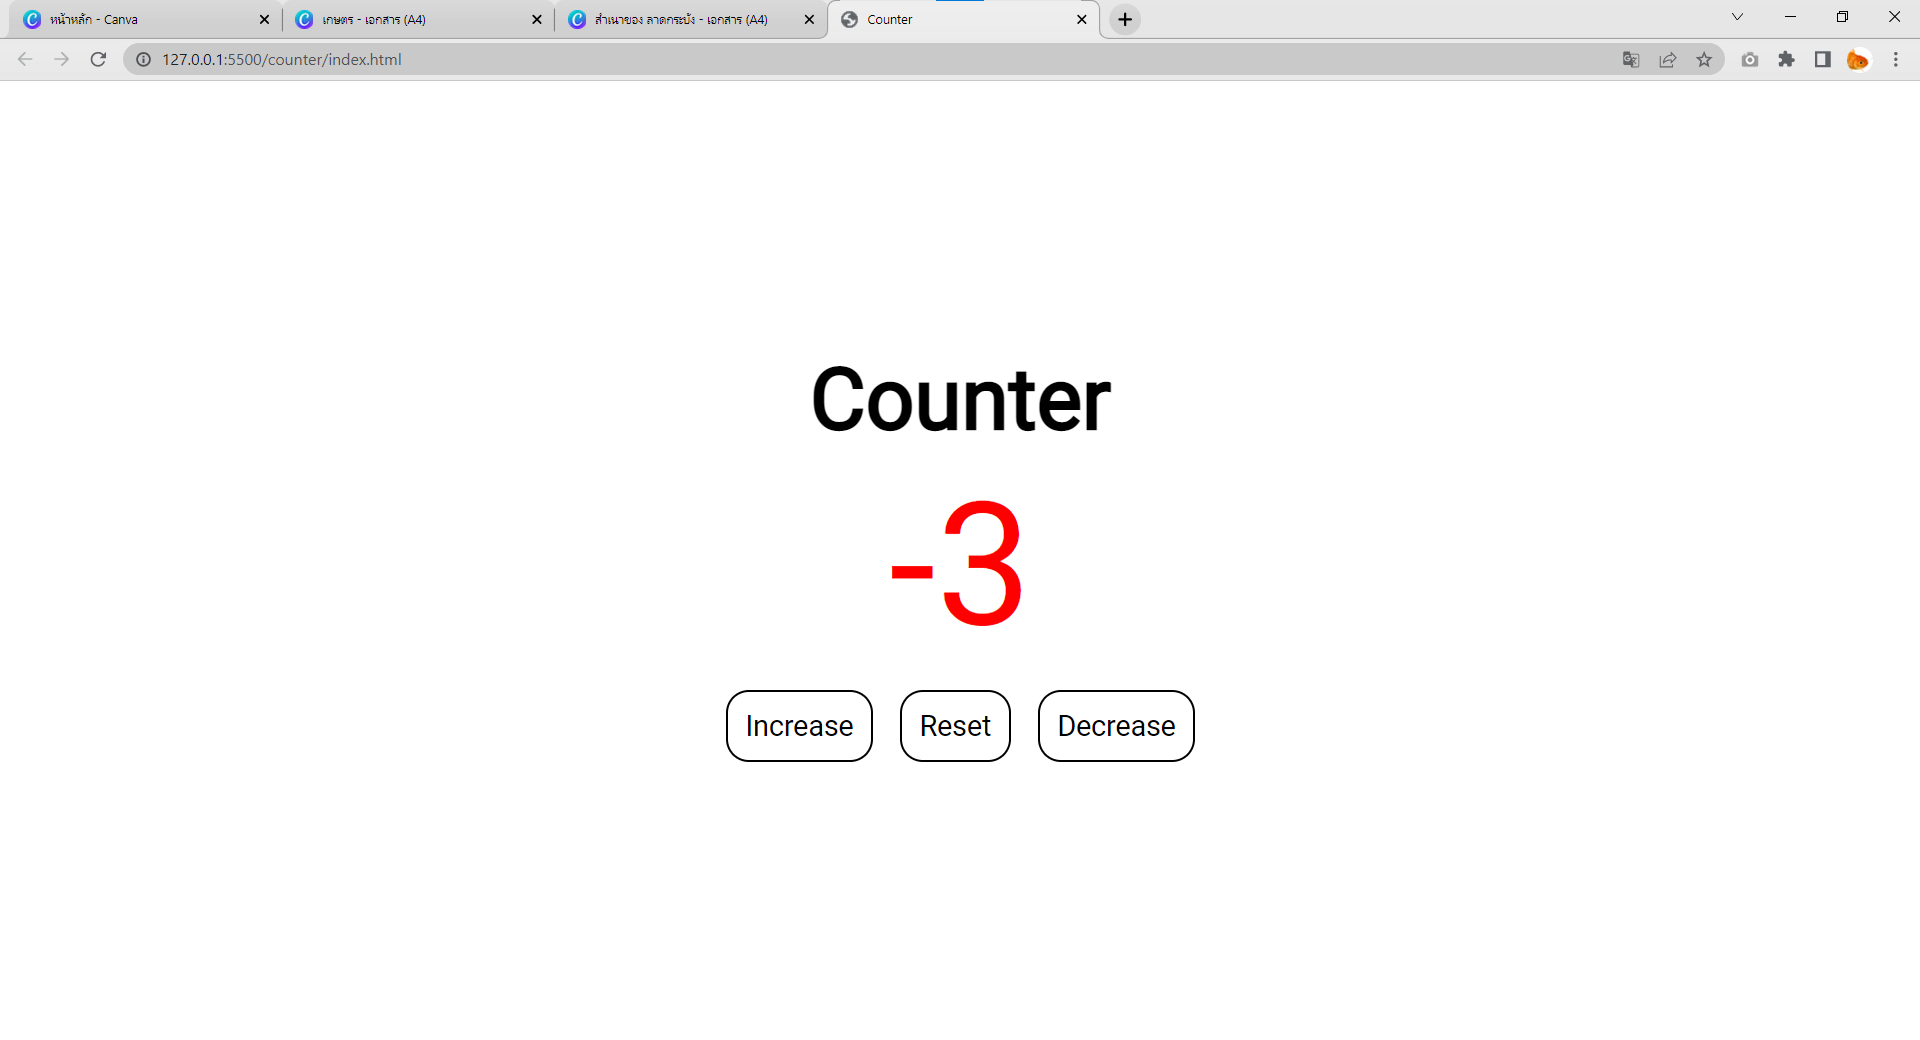 หน้าหลัก - Canva
เกษตร - เอกสาร (A4)
สำเนาของ ลาดกระบัง - เอกสาร (A4)
Counter
127.0.0.1:5500/counter/index.html
Counter
-3
Increase
Reset
Decrease